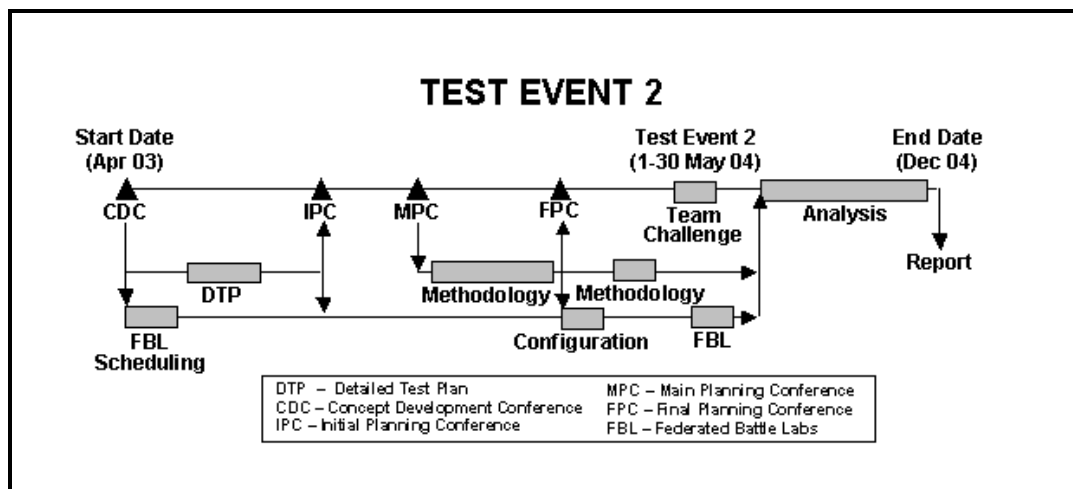 TEST EVENT 2
Start Date
(Apr 03)
Test Event 2
(1-30 May 04)
End Date
(Dec 04)
CDC
IPC
MPC
FPC
Team
Challenge
Analysis
Report
DTP
Methodology
Methodology
FBL
Scheduling
Configuration
FBL
DTP – Detailed Test Plan
CDC – Concept Development Conference
IPC – Initial Planning Conference
MPC – Main Planning Conference
FPC – Final Planning Conference
FBL – Federated Battle Labs